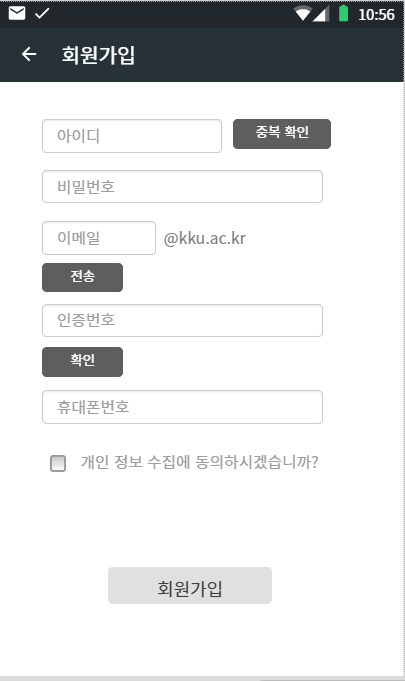 10:56
회원가입
아이디 중복 확인
비밀번호
이메일 @kku.ac.kr
전송
인증번호
확인
휴대폰번호
개인 정보 수집에 동의하시겠습니까?
회원가입